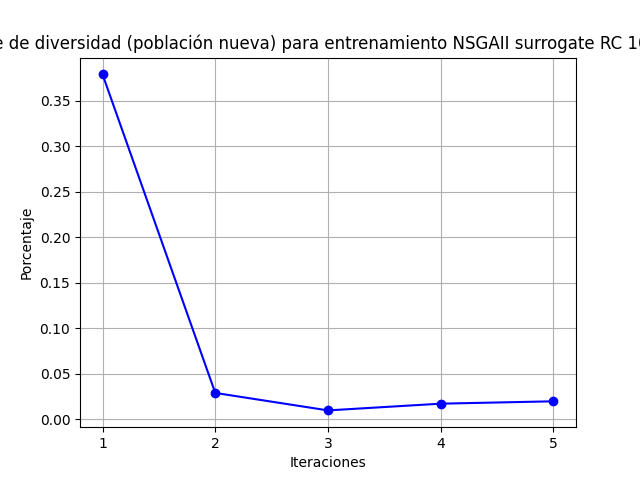 e de diversidad (población nueva) para entrenamiento NSGAII surrogate RC 10
0.35
0.30
0.25
0.20
0.15
0.10
0.05
0.00
Porcentaje
1 2 3 4 5
Iteraciones